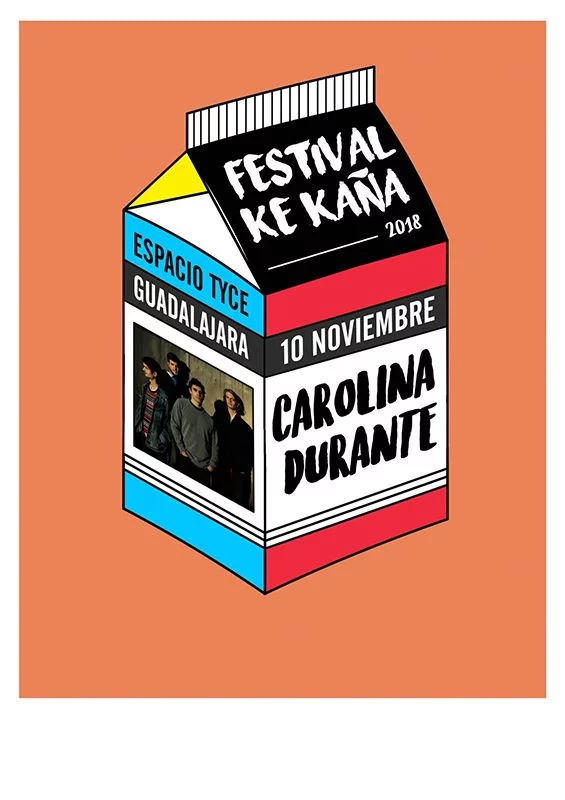 FESTIVAL
KE KAÑA
2018
ESPACIO TYCE
GUADALAJARA
10 NOVIEMBRE
CAROLINA
DURANTE